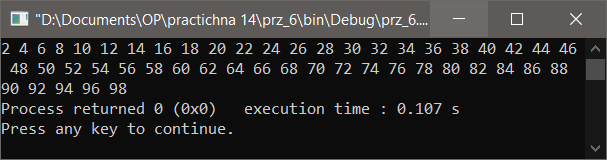 "D:\Documents\OP\practichna 14\prz_6\bin\Debug\prz_6....
2 4 6 8 10 12 14 16 18 20 22 24 26 28 30 32 34 36 38 40 42 44 46
48 50 52 54 56 58 60 62 64 66 68 70 72 74 76 78 80 82 84 86 88
90 92 94 96 98
Process returned 0 (0x0)   execution time : 0.107 s
Press any key to continue.